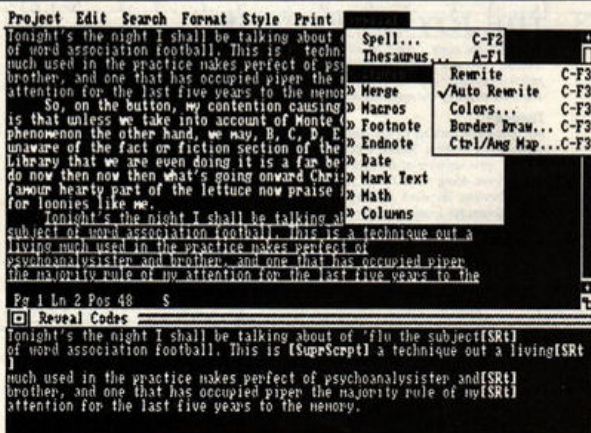 Project Edit Search Format Style Print
Tonight's the night I shall be talking about
of word association football. This is techn
much used in the practice makes perfect of psy
brother, and one that has occupied piper the
attention for the last five years to the memor
So, on the button, my contention causing
is that unless we take into account of Monte
phenomenon the other hand, we may, B, C, D, E
unaware of the fact or fiction section of the
Library that we are even doing it is a far be
do now then now then what's going onward Chri
famour hearty part of the lettuce now praise
for loonies like me.
Tonight's the night I shall be talking ab
subject of word association football. This is a technique out a
living much used in the practice makes perfect of
psychoanalysister and brother, and one that has occupied piper
the majority rule of my attention for the last five years to the
Spell... C-F2
Thesaurus... A-F1
» Merge
» Macros
» Footnote
» Endnote
» Date
» Mark Text
» Math
» Columns
Rewrite C-F3
√Auto Rewrite C-F3
Colors... C-F3
Border Draw... C-F3
Ctrl/Amg Map...C-F3
Pg 1 Ln 2 Pos 48 S
Reveal Codes
Tonight's the night I shall be talking about of 'flu the subject[SRt]
of word association football. This is [SuprScrpt] a technique out a living[SRt
]
much used in the practice makes perfect of psychoanalysister and[SRt]
brother, and one that has occupied piper the majority rule of my[SRt]
attention for the last five years to the memory.